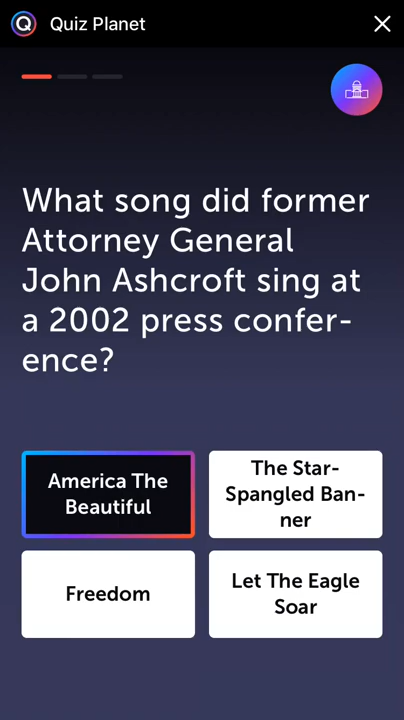 Quiz Planet
What song did former
Attorney General
John Ashcroft sing at
a 2002 press confer-
ence?
America The
Beautiful
The Star-
Spangled Ban-
ner
Freedom
Let The Eagle
Soar